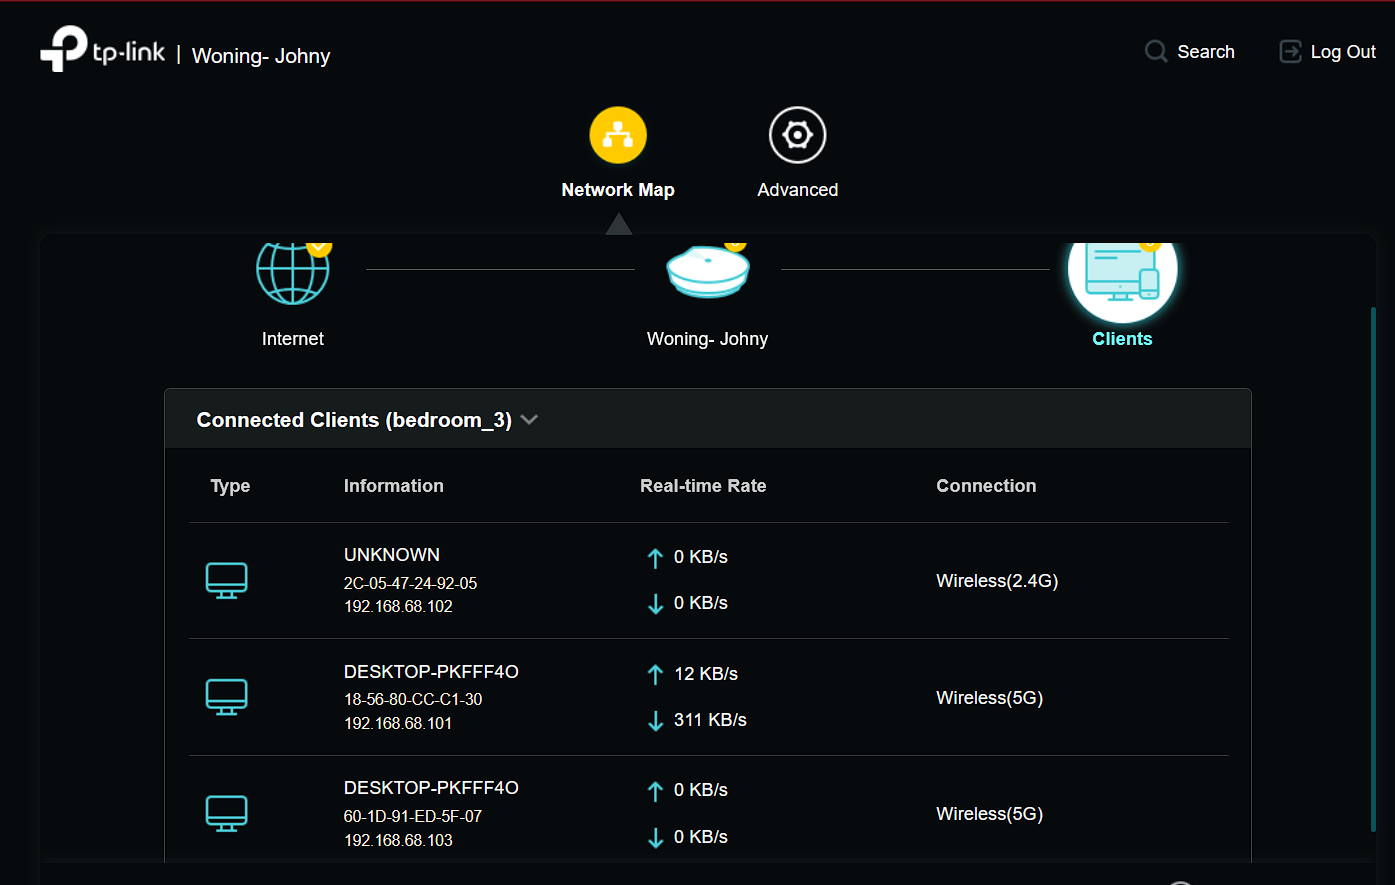 tp-link | Woning- Johny
Search
Log Out
Network Map
Advanced
Internet
Woning- Johny
Clients
Connected Clients (bedroom_3)
Type Information Real-time Rate Connection
UNKNOWN
2C-05-47-24-92-05
192.168.68.102
0 KB/s
0 KB/s
Wireless(2.4G)
DESKTOP-PKFFF4O
18-56-80-CC-C1-30
192.168.68.101
12 KB/s
311 KB/s
Wireless(5G)
DESKTOP-PKFFF4O
60-1D-91-ED-5F-07
192.168.68.103
0 KB/s
0 KB/s
Wireless(5G)